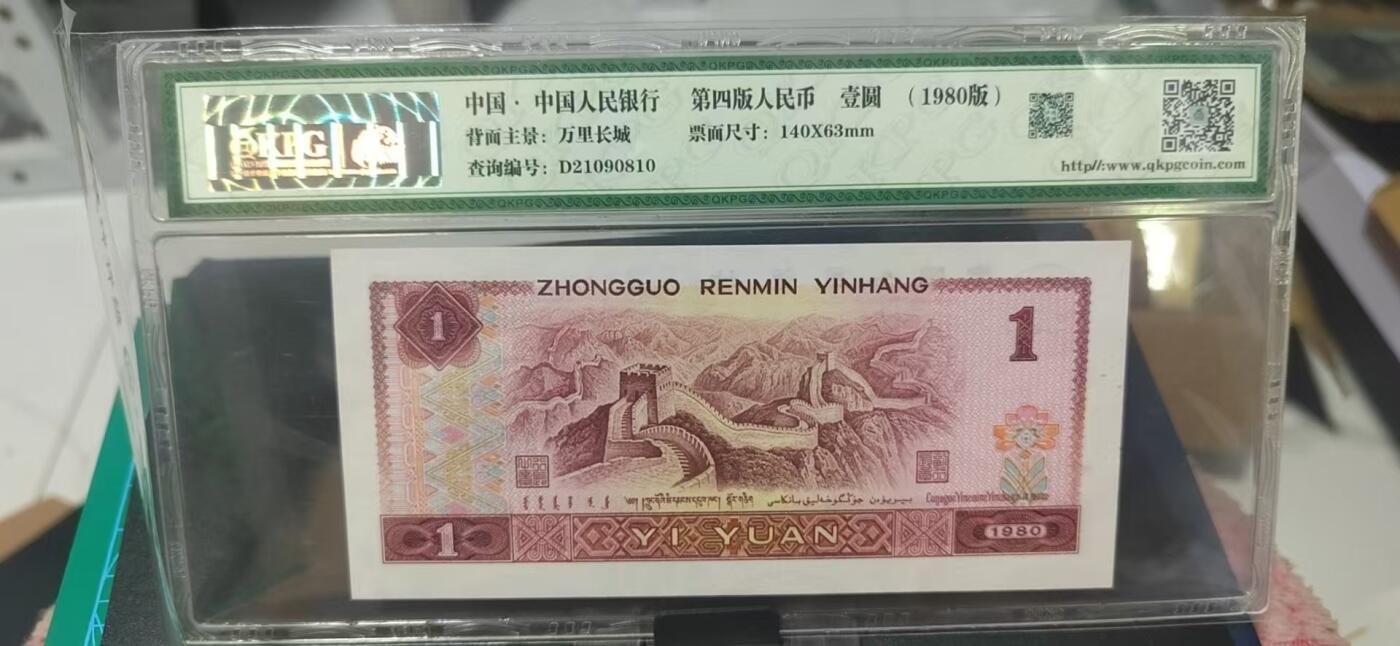 QKPG
中国·中国人民银行 第四版人民币 壹圆 (1980版)
背面主景：万里长城 票面尺寸：140X63mm
查询编号：D21090810
http//:www.qkpgcoin.com
ZHONGGUO RENMIN YINHANG
1
1
1
YI YUAN
1980